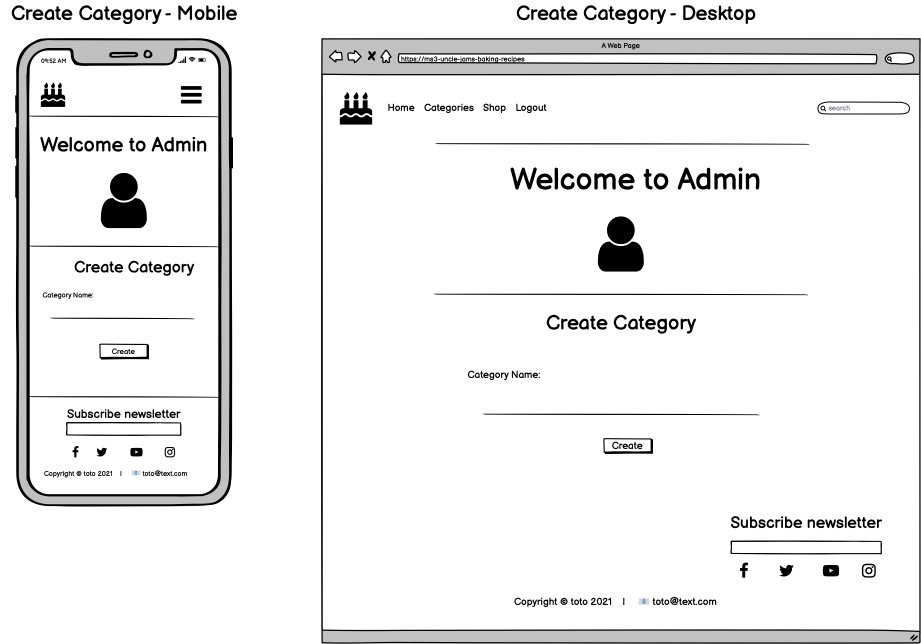 Create Category - Mobile
09:52 AM
Welcome to Admin
Create Category
Category Name:
Create
Subscribe newsletter
Copyright © toto 2021 | toto@text.com
Create Category - Desktop
A Web Page
https://ms3-uncle-jams-baking-recipes
Home Categories Shop Logout
search
Welcome to Admin
Create Category
Category Name:
Create
Subscribe newsletter
Copyright © toto 2021 | toto@text.com